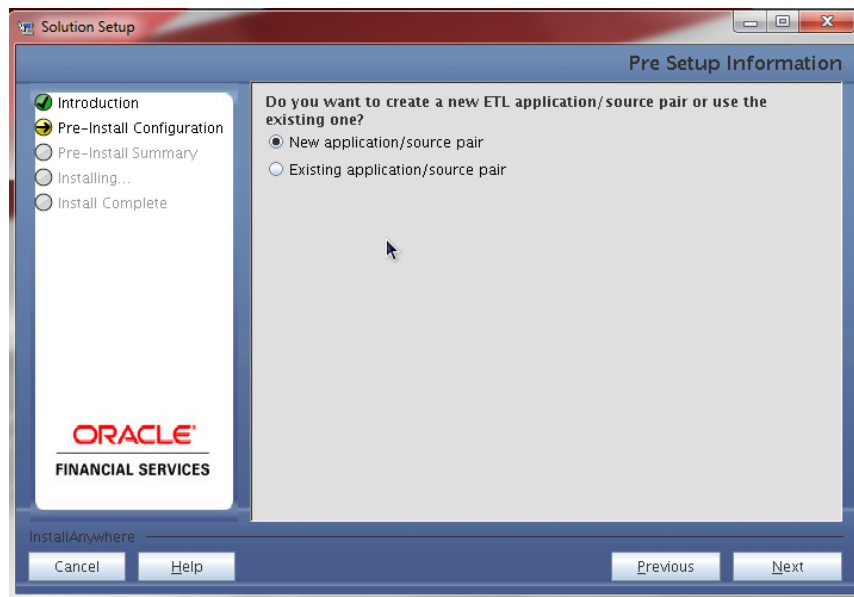 Solution Setup
Pre Setup Information
Introduction
Pre-Install Configuration
Pre-Install Summary
Installing...
Install Complete
ORACLE
FINANCIAL SERVICES
Do you want to create a new ETL application/source pair or use the
existing one?
New application/source pair
Existing application/source pair
InstallAnywhere
Cancel
Help
Previous
Next